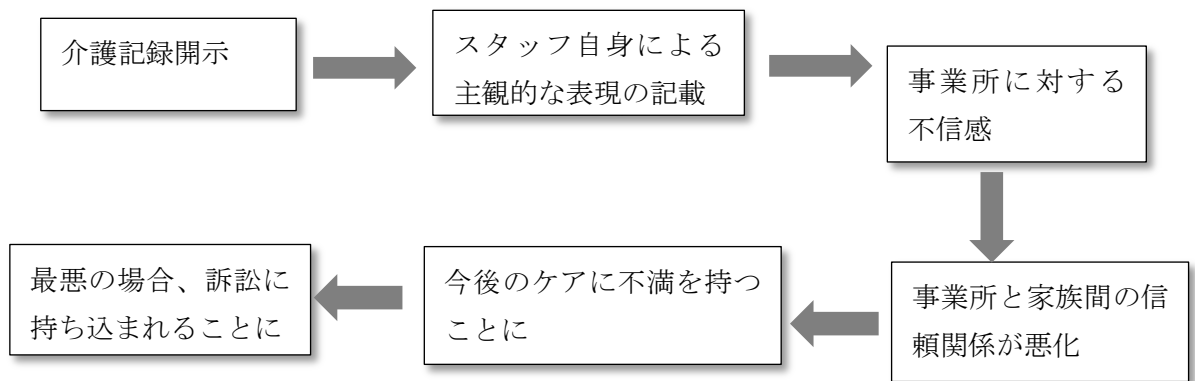 介護記録開示
スタッフ自身による
主観的な表現の記載
事業所に対する
不信感
事業所と家族間の信
頼関係が悪化
今後のケアに不満を持つ
ことに
最悪の場合、訴訟に
持ち込まれることに